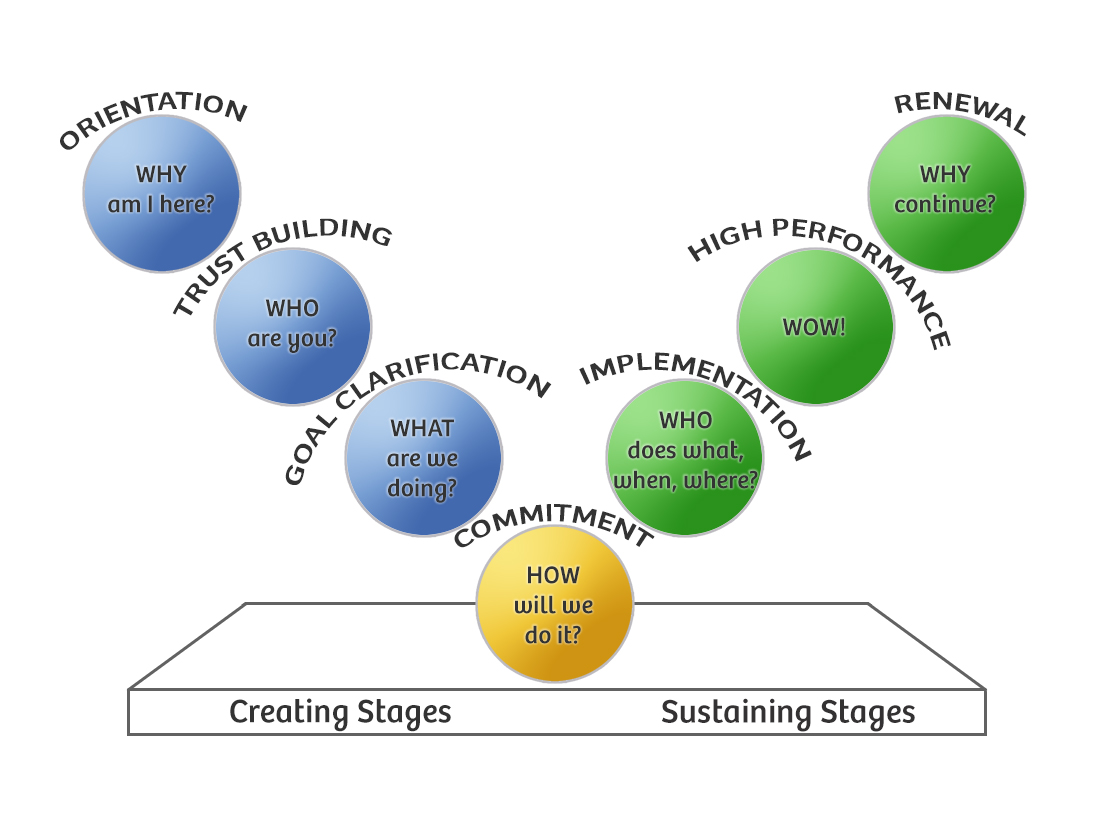 ORIENTATION
WHY
am I here?
TRUST BUILDING
WHO
are you?
GOAL CLARIFICATION
WHAT
are we
doing?
COMMITMENT
HOW
will we
do it?
IMPLEMENTATION
WHO
does what,
when, where?
HIGH PERFORMANCE
WOW!
RENEWAL
WHY
continue?
Creating Stages
Sustaining Stages